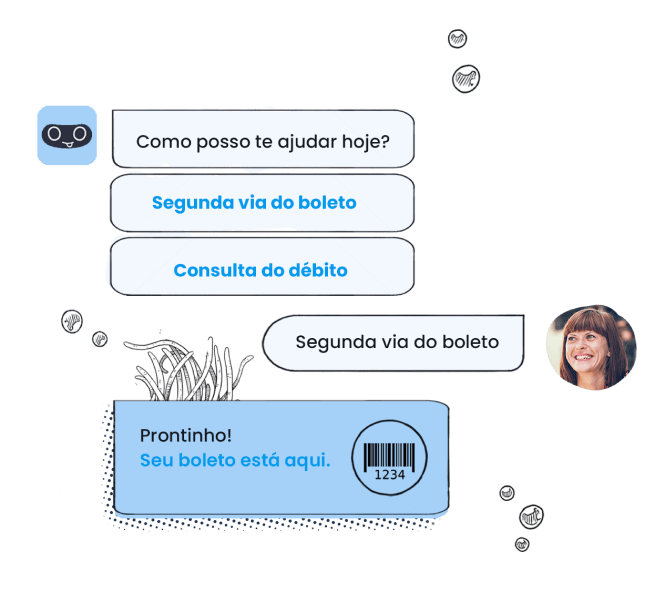 Como posso te ajudar hoje?
Segunda via do boleto
Consulta do débito
Segunda via do boleto
Prontinho!
Seu boleto está aqui.
1234